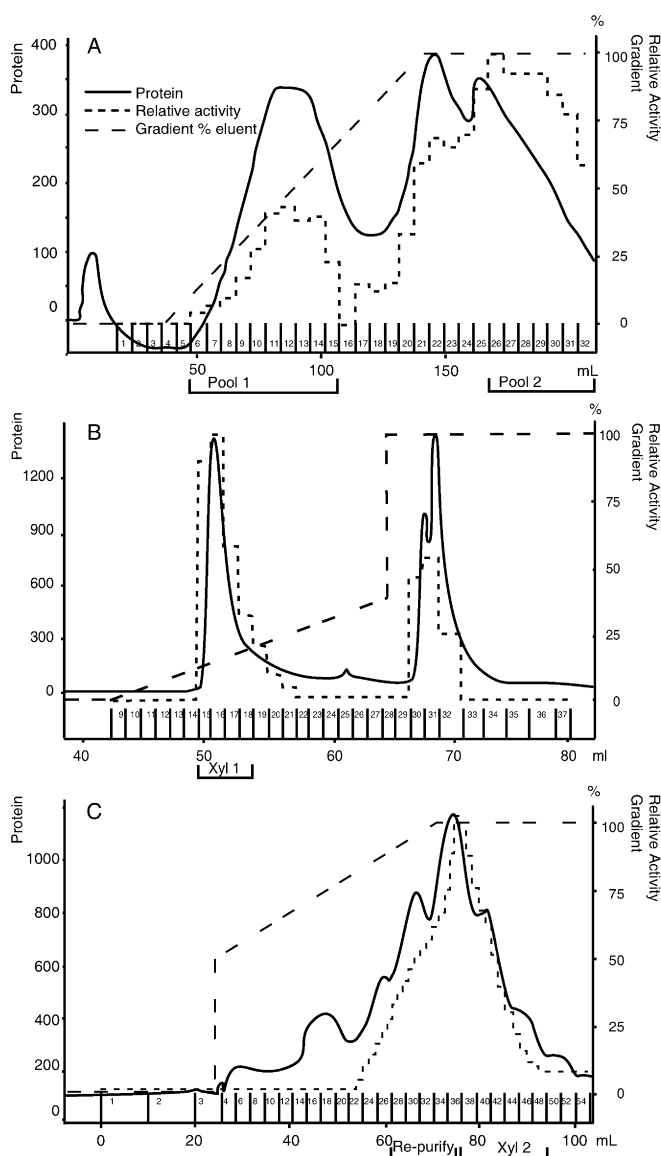 %
A
Protein
400
300
200
100
0
Protein
Relative activity
Gradient % eluent
100
75
50
25
0
Relative Activity
Gradient
1 2 3 4 5 6 7 8 9 10 11 12 13 14 15 16 17 18 19 20 21 22 23 24 25 26 27 28 29 30 31 32
50 100 150 mL
Pool 1 Pool 2
%
B
Protein
1200
900
600
300
0
100
75
50
25
0
Relative Activity
Gradient
9 10 11 12 13 14 15 16 17 18 19 20 21 22 23 24 25 26 27 28 29 30 31 32 33 34 35 36 37
40 50 60 70 80 ml
Xyl 1
%
C
Protein
1000
800
600
400
200
0
100
75
50
25
0
Relative Activity
Gradient
1 2 3 4 6 8 10 12 14 16 18 20 22 24 26 28 30 32 34 36 38 40 42 44 46 48 50 52 54
0 20 40 60 80 100 mL
Re-purify Xyl 2